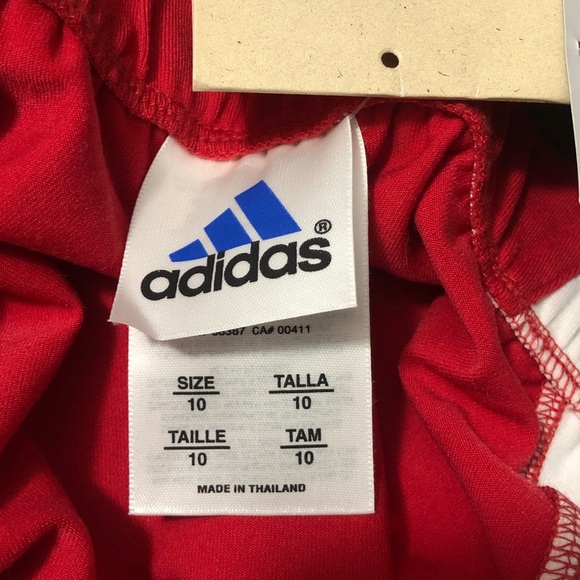 adidas®
CA# 00411
SIZE TALLA
10 10
TAILLE TAM
10 10
MADE IN THAILAND